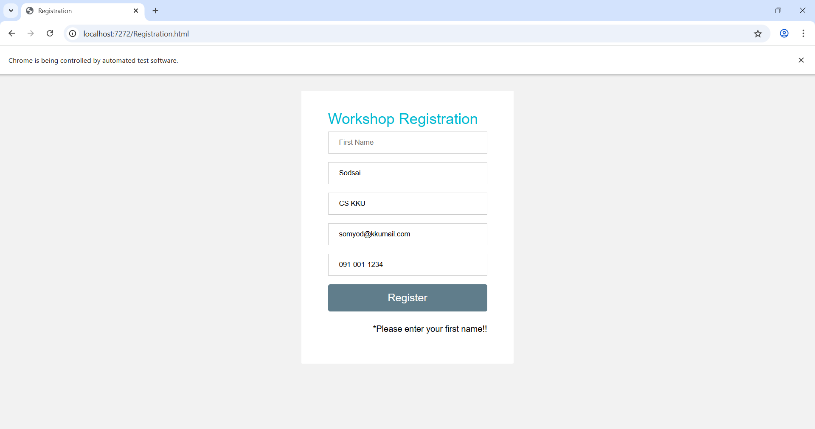 Registration
localhost:7272/Registration.html
Chrome is being controlled by automated test software.
Workshop Registration
First Name
Sodsai
CS KKU
somyod@kkumail.com
091 001 1234
Register
*Please enter your first name!!